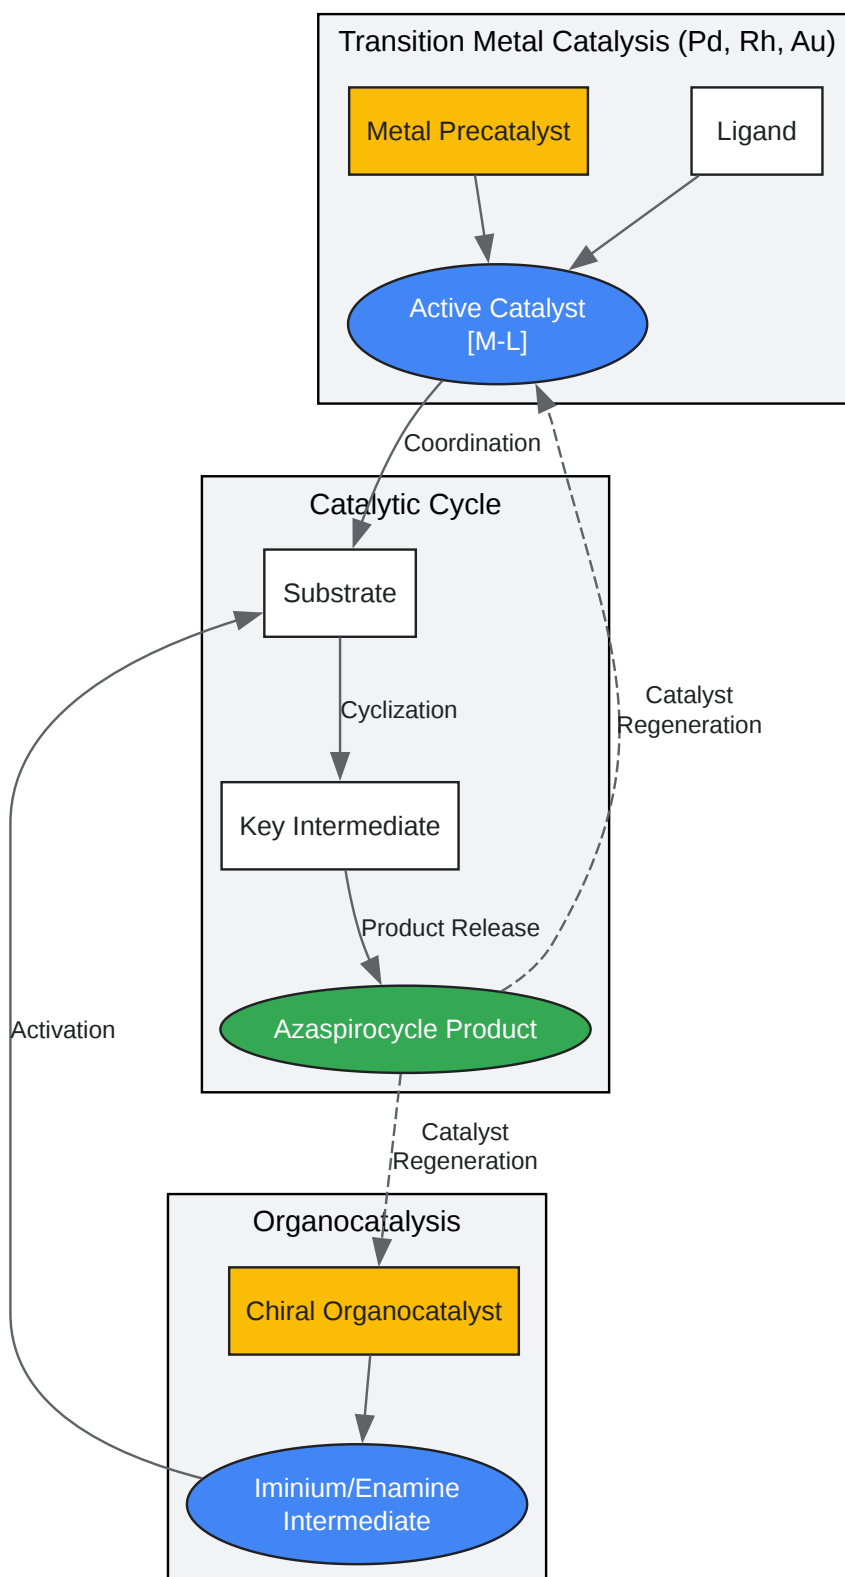 Transition Metal Catalysis (Pd, Rh, Au)
Metal Precatalyst
Ligand
Active Catalyst
[M-L]
Coordination
Catalytic Cycle
Substrate
Cyclization
Catalyst
Regeneration
Key Intermediate
Product Release
Azaspirocycle Product
Activation
Catalyst
Regeneration
Organocatalysis
Chiral Organocatalyst
Iminium/Enamine
Intermediate